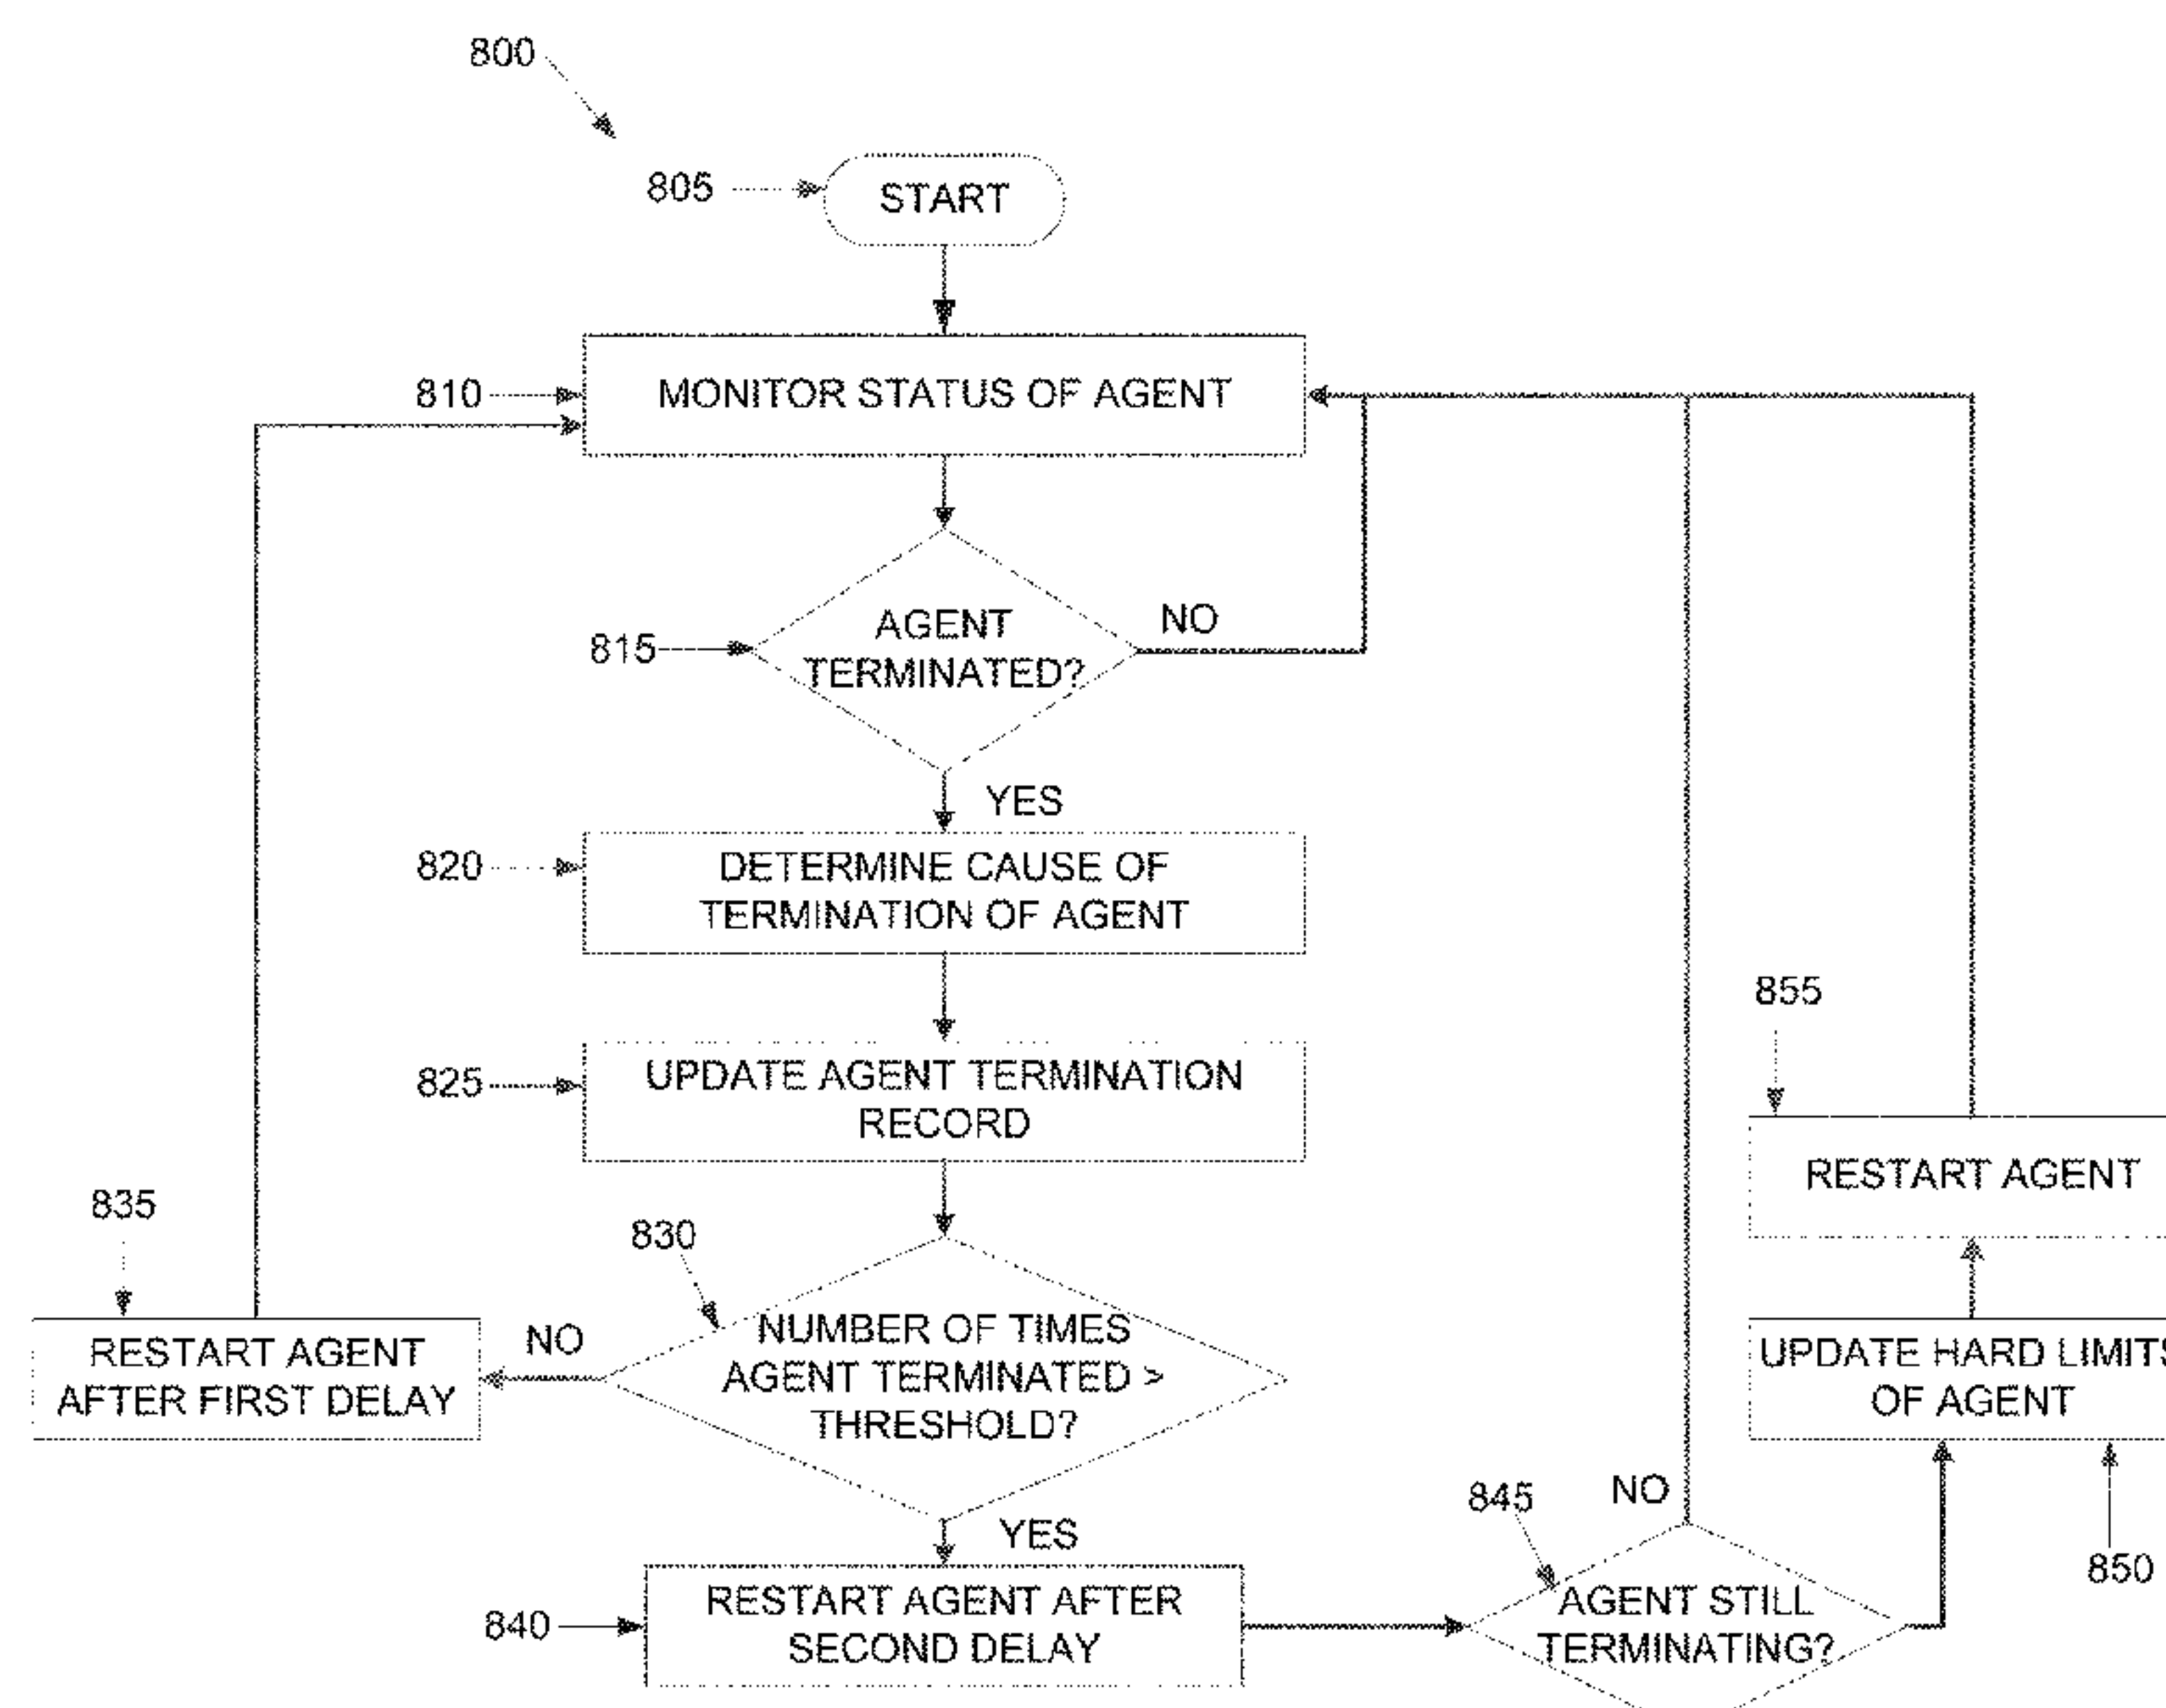 800
805
START
810
MONITOR STATUS OF AGENT
815
AGENT
TERMINATED?
NO
YES
820
DETERMINE CAUSE OF
TERMINATION OF AGENT
825
UPDATE AGENT TERMINATION
RECORD
830
NUMBER OF TIMES
AGENT TERMINATED >
THRESHOLD?
NO
835
RESTART AGENT
AFTER FIRST DELAY
YES
840
RESTART AGENT AFTER
SECOND DELAY
845
AGENT STILL
TERMINATING?
NO
850
UPDATE HARD LIMITS
OF AGENT
855
RESTART AGENT